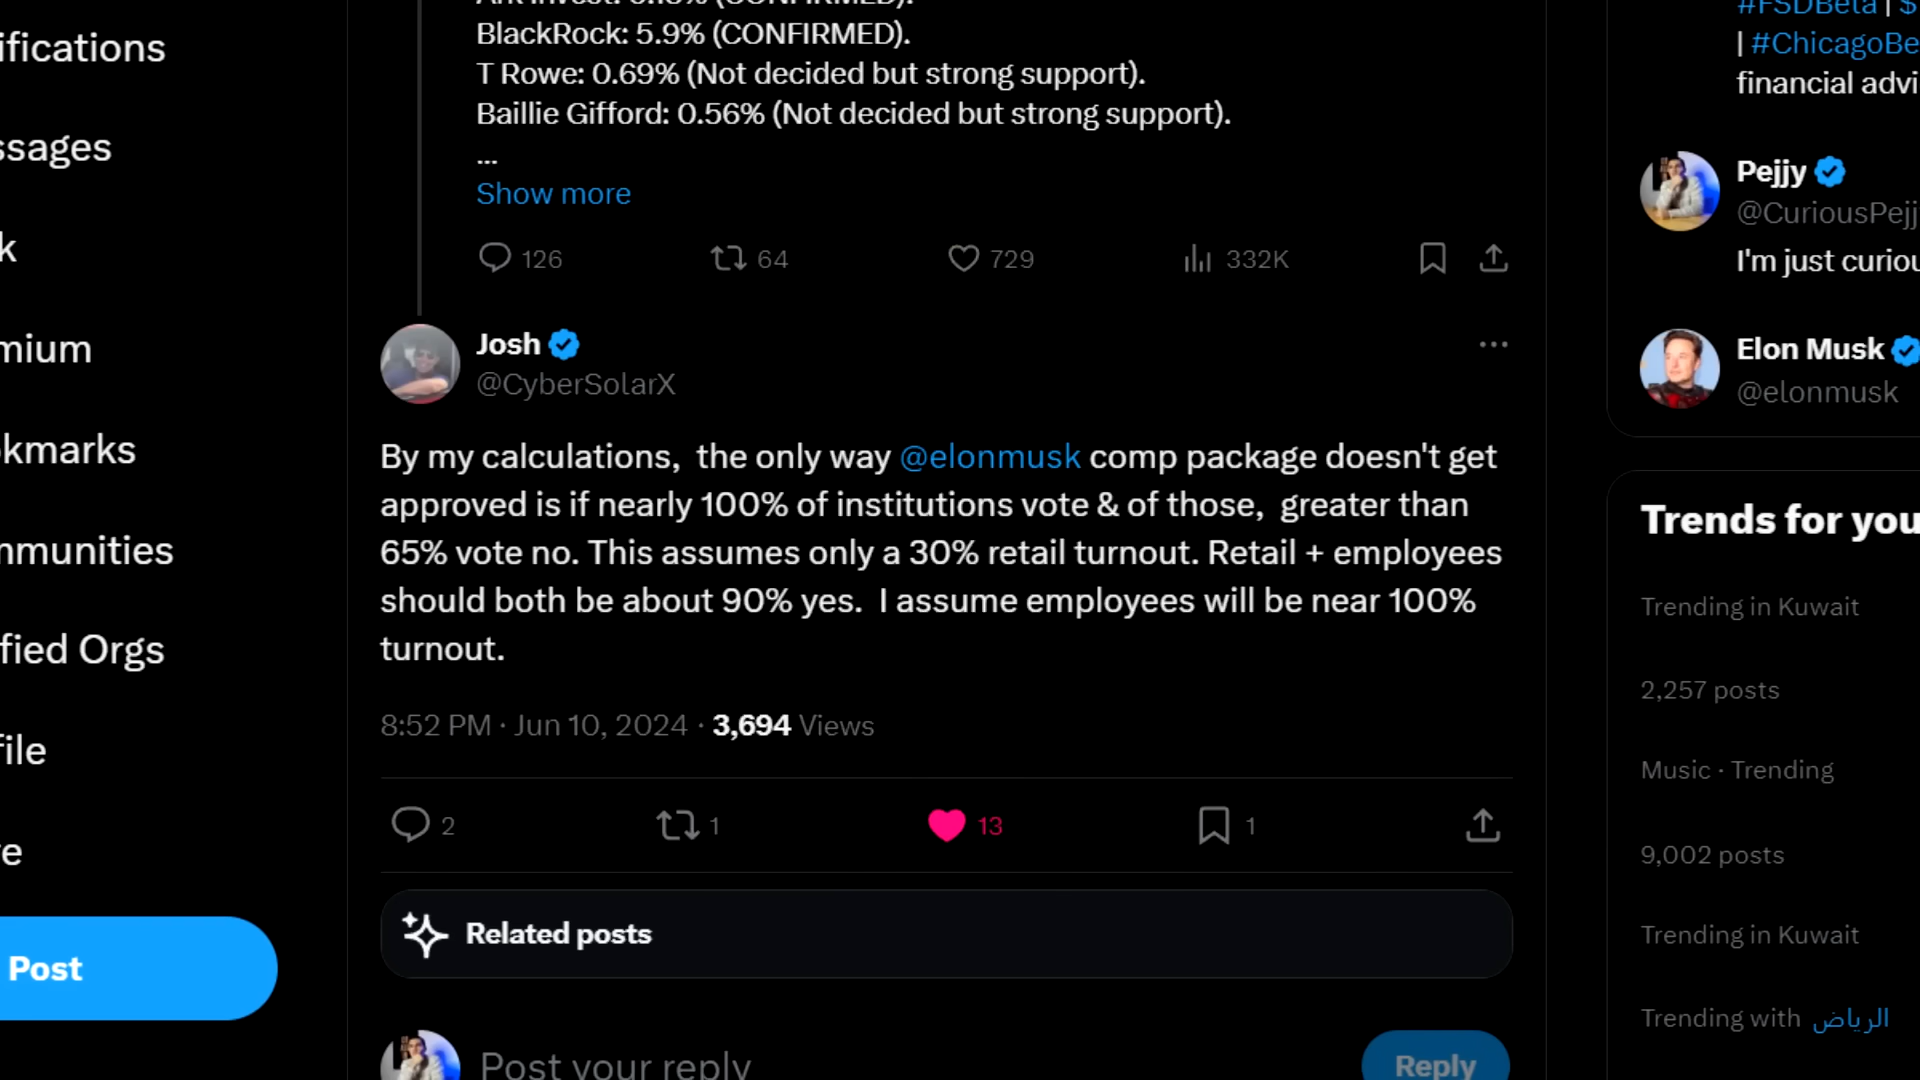 BlackRock: 5.9% (CONFIRMED).
T Rowe: 0.69% (Not decided but strong support).
Baillie Gifford: 0.56% (Not decided but strong support).
...
Show more
126 64 729 332K
Josh
@CyberSolarX
By my calculations, the only way @elonmusk comp package doesn't get
approved is if nearly 100% of institutions vote & of those, greater than
65% vote no. This assumes only a 30% retail turnout. Retail + employees
should both be about 90% yes. I assume employees will be near 100%
turnout.
8:52 PM · Jun 10, 2024 · 3,694 Views
2 1 13 1
Related posts
Post your reply
Reply
ifications
ssages
k
mium
okmarks
mmunities
fied Orgs
file
e
Post
#FSDBeta | $
| #ChicagoBe
financial advi
Pejjy
@CuriousPejj
I'm just curiou
Elon Musk
@elonmusk
Trends for you
Trending in Kuwait
2,257 posts
Music · Trending
9,002 posts
Trending in Kuwait
Trending with الرياض